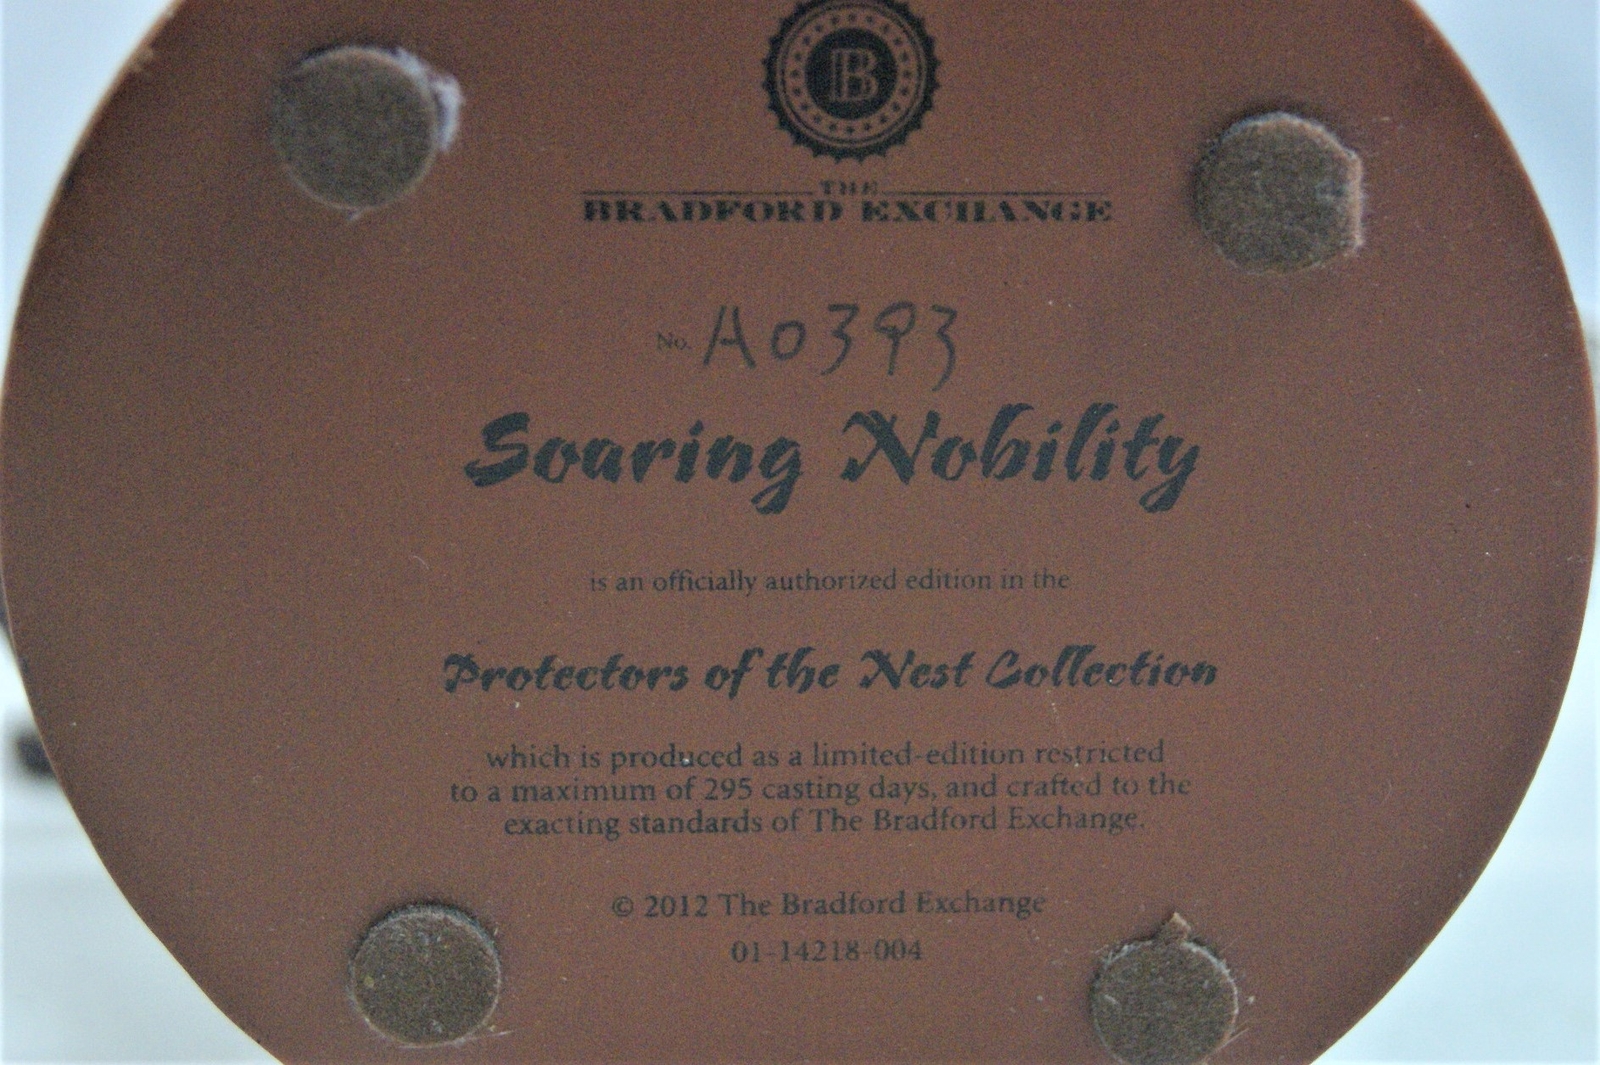 B
THE
BRADFORD EXCHANGE
No. A0393
Soaring Nobility
is an officially authorized edition in the
Protectors of the Nest Collection
which is produced as a limited-edition restricted
to a maximum of 295 casting days, and crafted to the
exacting standards of The Bradford Exchange.
© 2012 The Bradford Exchange
01-14218-004